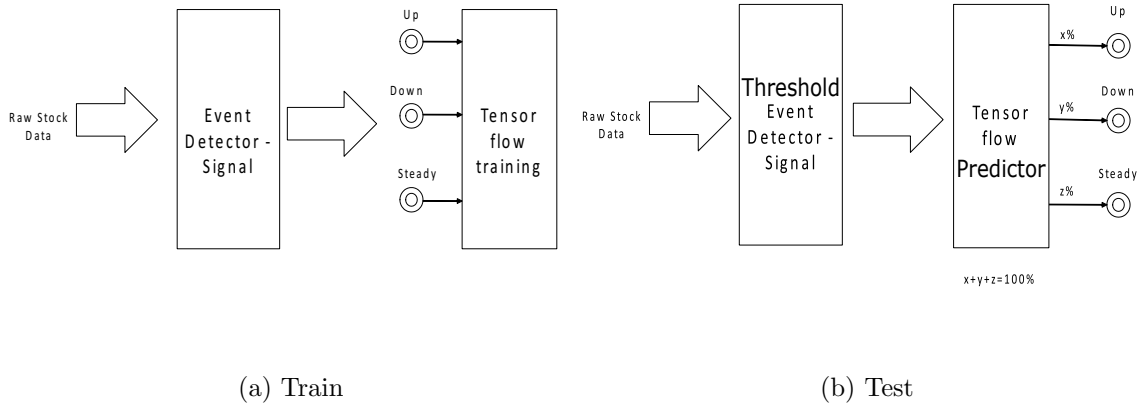 Up
Down
Steady
Raw Stock
Data
Event
Detector -
Signal
Tensor
flow
training
(a) Train
Raw Stock
Data
Threshold
Event
Detector -
Signal
Tensor
flow
Predictor
x%
y%
z%
Up
Down
Steady
x+y+z=100%
(b) Test